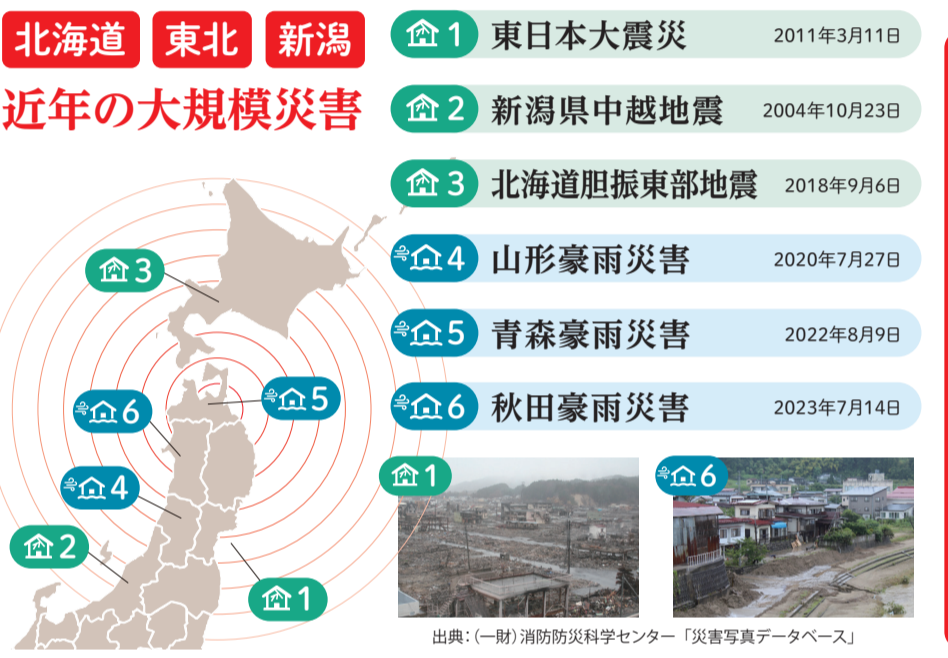 北海道 東北 新潟
近年の大規模災害
1 東日本大震災 2011年3月11日
2 新潟県中越地震 2004年10月23日
3 北海道胆振東部地震 2018年9月6日
4 山形豪雨災害 2020年7月27日
5 青森豪雨災害 2022年8月9日
6 秋田豪雨災害 2023年7月14日
3
5
6
4
2
1
1
6
出典：（一財）消防防災科学センター「災害写真データベース」